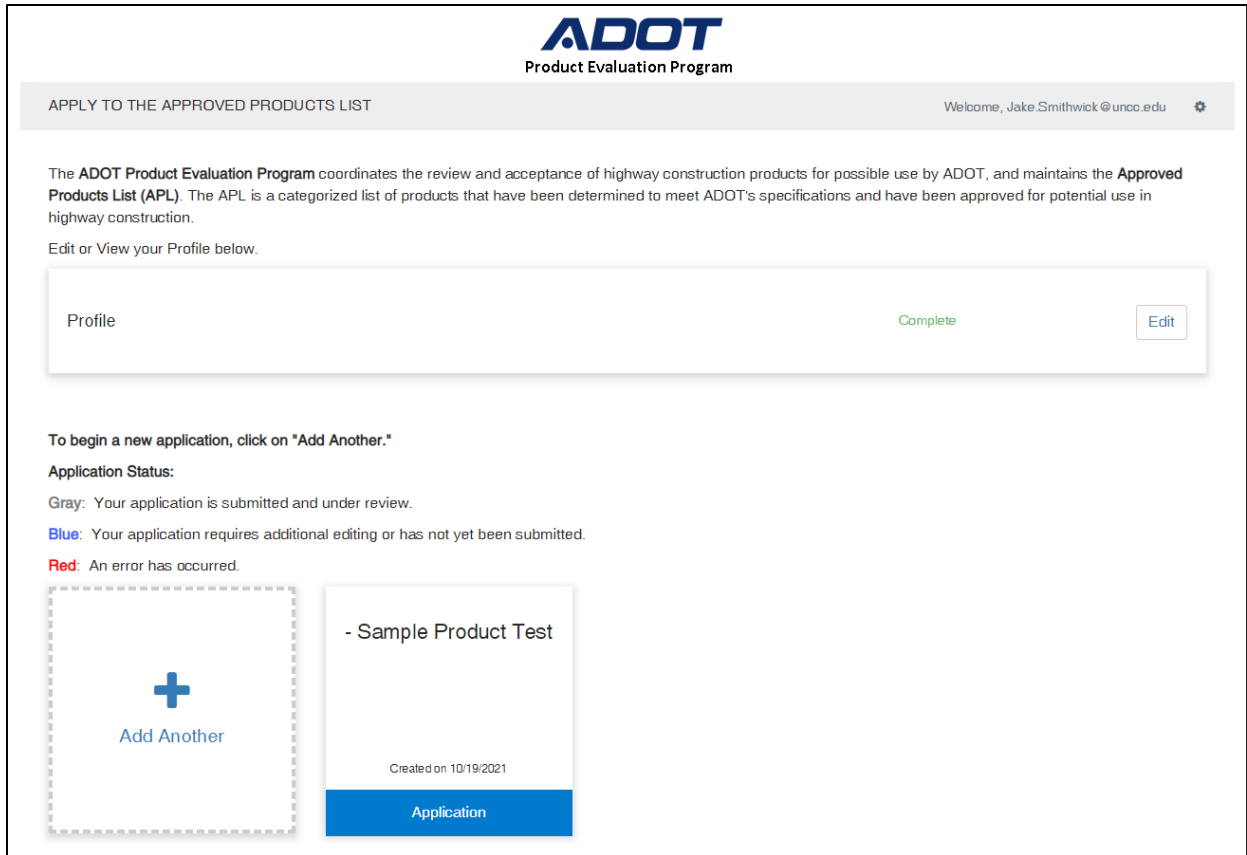 ADOT
Product Evaluation Program
APPLY TO THE APPROVED PRODUCTS LIST
Welcome, Jake.Smithwick@uncc.edu
The ADOT Product Evaluation Program coordinates the review and acceptance of highway construction products for possible use by ADOT, and maintains the Approved
Products List (APL). The APL is a categorized list of products that have been determined to meet ADOT's specifications and have been approved for potential use in
highway construction.
Edit or View your Profile below.
Profile
Complete
Edit
To begin a new application, click on "Add Another."
Application Status:
Gray: Your application is submitted and under review.
Blue: Your application requires additional editing or has not yet been submitted.
Red: An error has occurred.
Add Another
- Sample Product Test
Created on 10/19/2021
Application